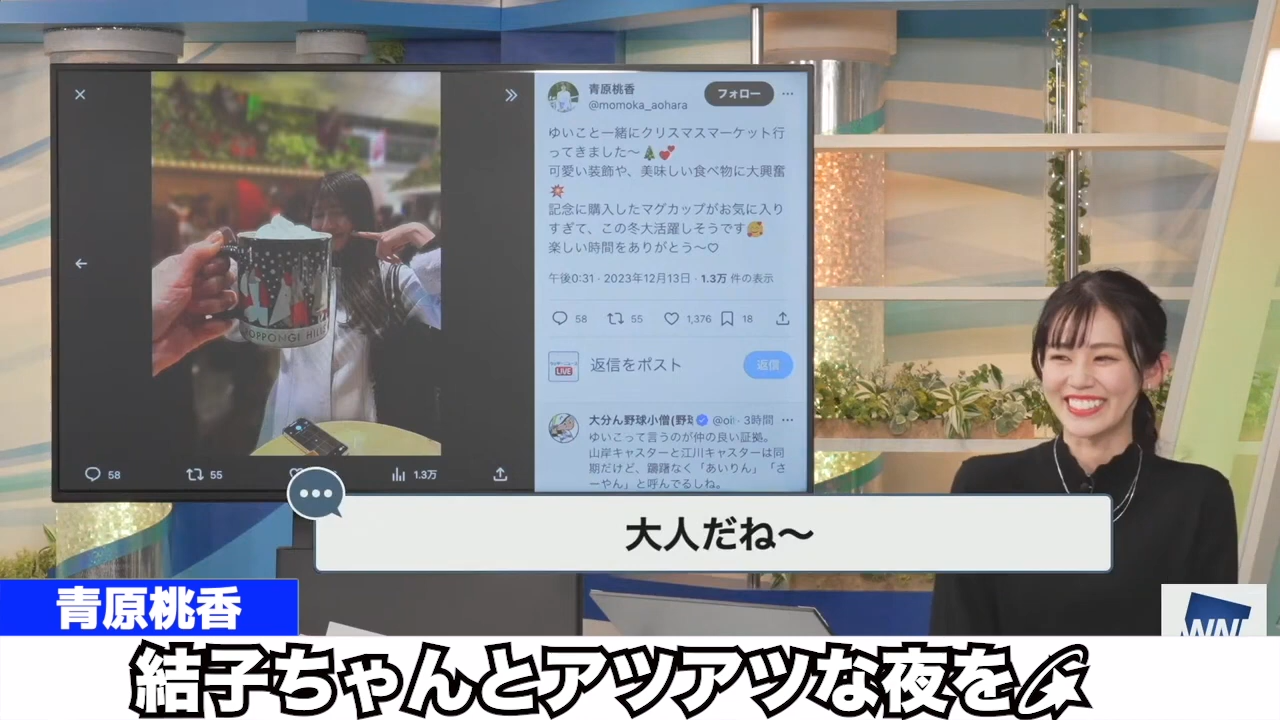 青原桃香
@momoka_aohara
フォロー
ゆいこと一緒にクリスマスマーケット行
ってきました〜🎄💕
可愛い装飾や、美味しい食べ物に大興奮
💥
記念に購入したマグカップがお気に入り
すぎて、この冬大活躍しそうです🥰
楽しい時間をありがとう〜♡
午後0:31 · 2023年12月13日 · 1.3万 件の表示
58 55 1,376 18
LIVE
返信をポスト
返信
大分ん野球小僧(野球 @oi · 3時間
ゆいこって言うのが仲の良い証拠。
山岸キャスターと江川キャスターは同
期だけど、躊躇なく「あいりん」「さ
ーやん」と呼んでるしね。
OPPONGI HILL
58 55 1.3万
大人だね〜
青原桃香
WNI
結子ちゃんとアツアツな夜を